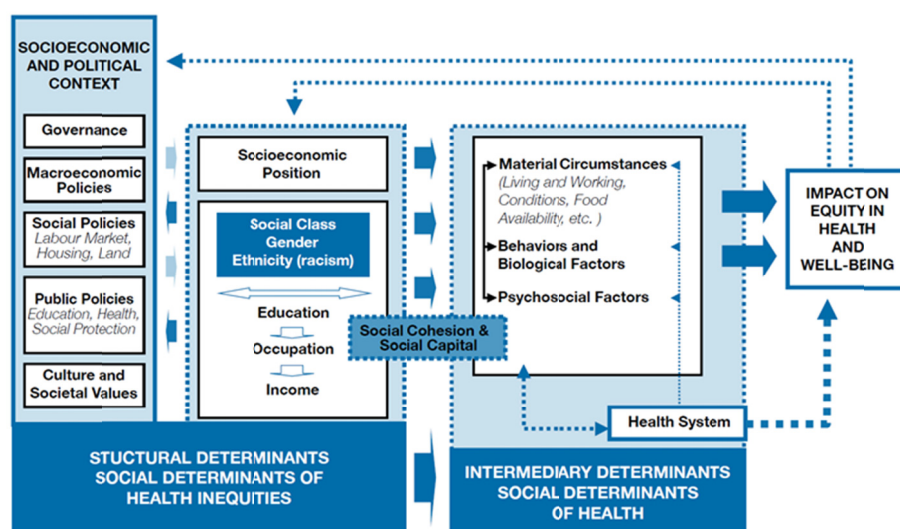 SOCIOECONOMIC
AND POLITICAL
CONTEXT
Governance
Macroeconomic
Policies
Social Policies
Labour Market,
Housing, Land
Public Policies
Education, Health,
Social Protection
Culture and
Societal Values
Socioeconomic
Position
Social Class
Gender
Ethnicity (racism)
Education
Occupation
Income
Social Cohesion &
Social Capital
Material Circumstances
(Living and Working,
Conditions, Food
Availability, etc. )
Behaviors and
Biological Factors
Psychosocial Factors
Health System
IMPACT ON
EQUITY IN
HEALTH
AND
WELL-BEING
STUCTURAL DETERMINANTS
SOCIAL DETERMINANTS OF
HEALTH INEQUITIES
INTERMEDIARY DETERMINANTS
SOCIAL DETERMINANTS
OF HEALTH